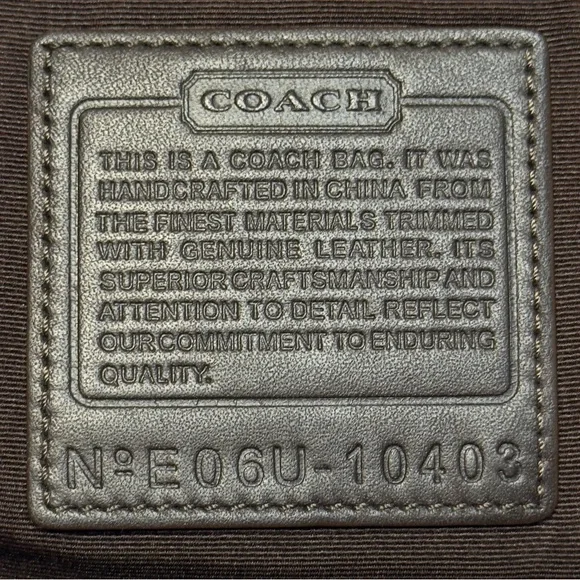 COACH
THIS IS A COACH BAG. IT WAS
HANDCRAFTED IN CHINA FROM
THE FINEST MATERIALS TRIMMED
WITH GENUINE LEATHER. ITS
SUPERIOR CRAFTSMANSHIP AND
ATTENTION TO DETAIL REFLECT
OUR COMMITMENT TO ENDURING
QUALITY.
Nº E06U-10403